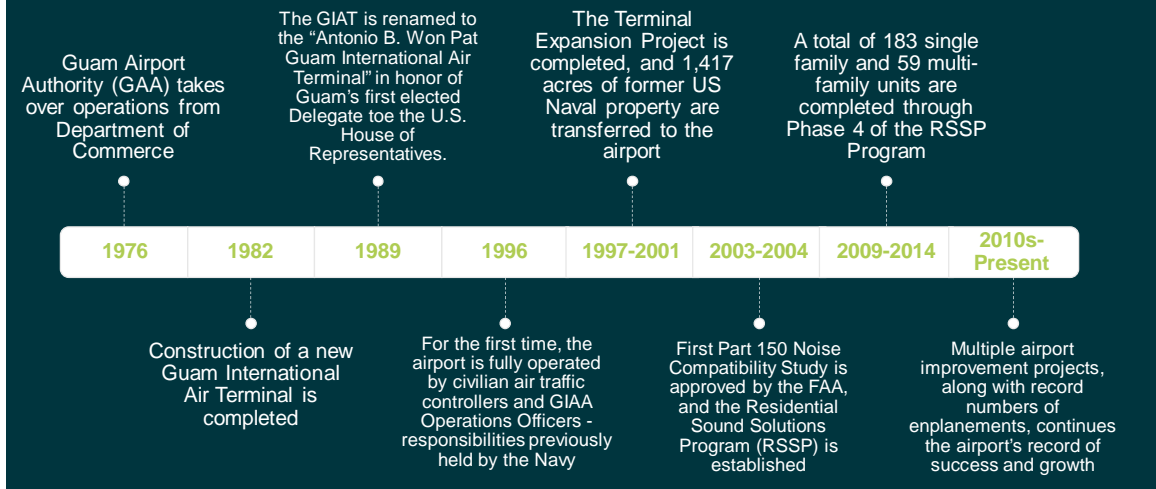 Guam Airport
Authority (GAA) takes
over operations from
Department of
Commerce
The GIAT is renamed to
the “Antonio B. Won Pat
Guam International Air
Terminal” in honor of
Guam’s first elected
Delegate toe the U.S.
House of
Representatives.
The Terminal
Expansion Project is
completed, and 1,417
acres of former US
Naval property are
transferred to the
airport
A total of 183 single
family and 59 multi-
family units are
completed through
Phase 4 of the RSSP
Program
1976
1982
1989
1996
1997-2001
2003-2004
2009-2014
2010s-
Present
Construction of a new
Guam International
Air Terminal is
completed
For the first time, the
airport is fully operated
by civilian air traffic
controllers and GIAA
Operations Officers -
responsibilities previously
held by the Navy
First Part 150 Noise
Compatibility Study is
approved by the FAA,
and the Residential
Sound Solutions
Program (RSSP) is
established
Multiple airport
improvement projects,
along with record
numbers of
enplanements, continues
the airport’s record of
success and growth